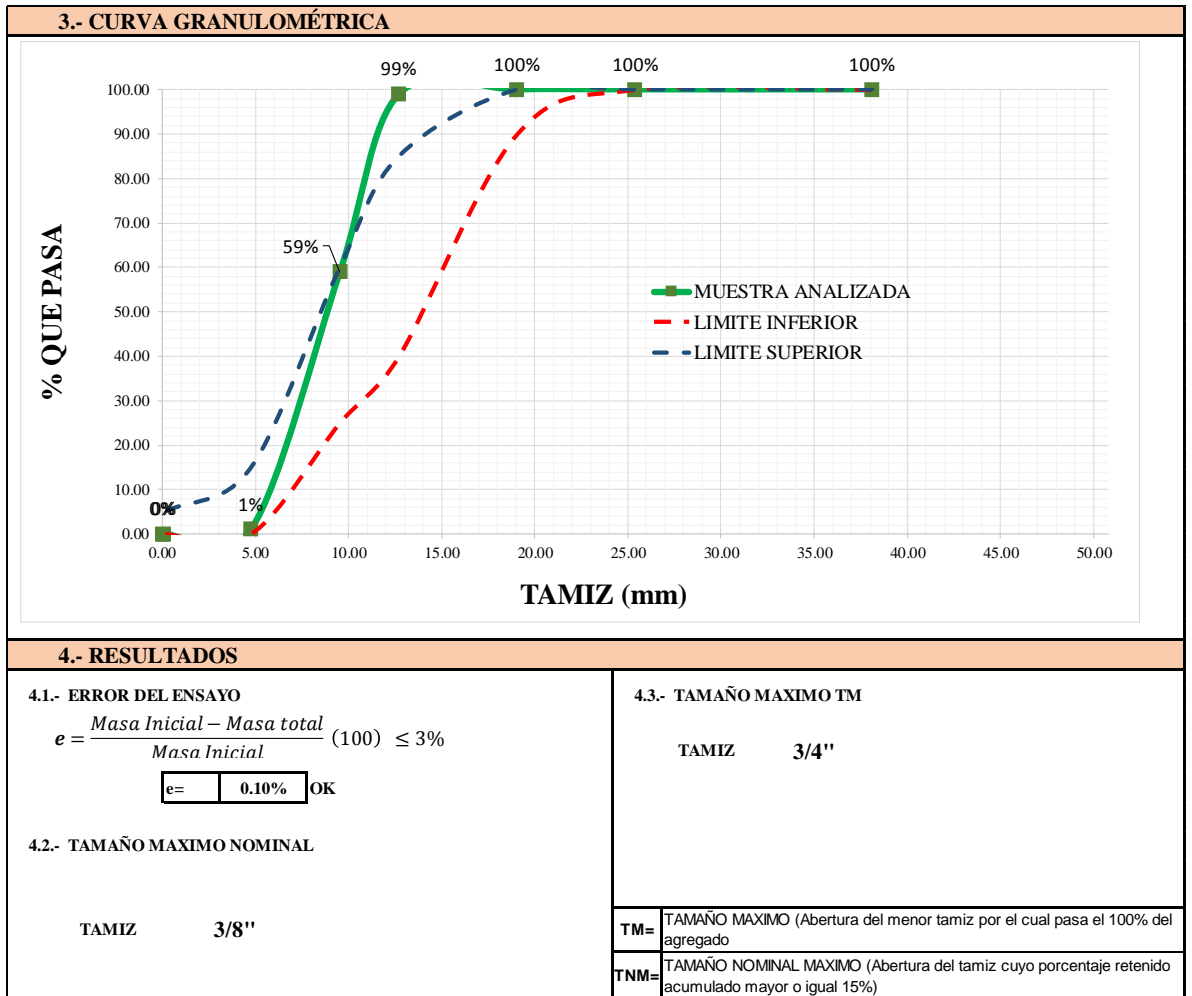 3.- CURVA GRANULOMÉTRICA
99%
100%
100%
100%
100.00
90.00
80.00
70.00
60.00
50.00
40.00
30.00
20.00
10.00
0.00
59%
0%
1%
% QUE PASA
MUESTRA ANALIZADA
LIMITE INFERIOR
LIMITE SUPERIOR
0.00 5.00 10.00 15.00 20.00 25.00 30.00 35.00 40.00 45.00 50.00
TAMIZ (mm)
4.- RESULTADOS
4.1.- ERROR DEL ENSAYO
e = Masa Inicial − Masa total / Masa Inicial (100) ≤ 3%
e= 0.10% OK
4.2.- TAMAÑO MAXIMO NOMINAL
TAMIZ 3/8''
4.3.- TAMAÑO MAXIMO TM
TAMIZ 3/4''
TM= TAMAÑO MAXIMO (Abertura del menor tamiz por el cual pasa el 100% del
agregado
TNM= TAMAÑO NOMINAL MAXIMO (Abertura del tamiz cuyo porcentaje retenido
acumulado mayor o igual 15%)